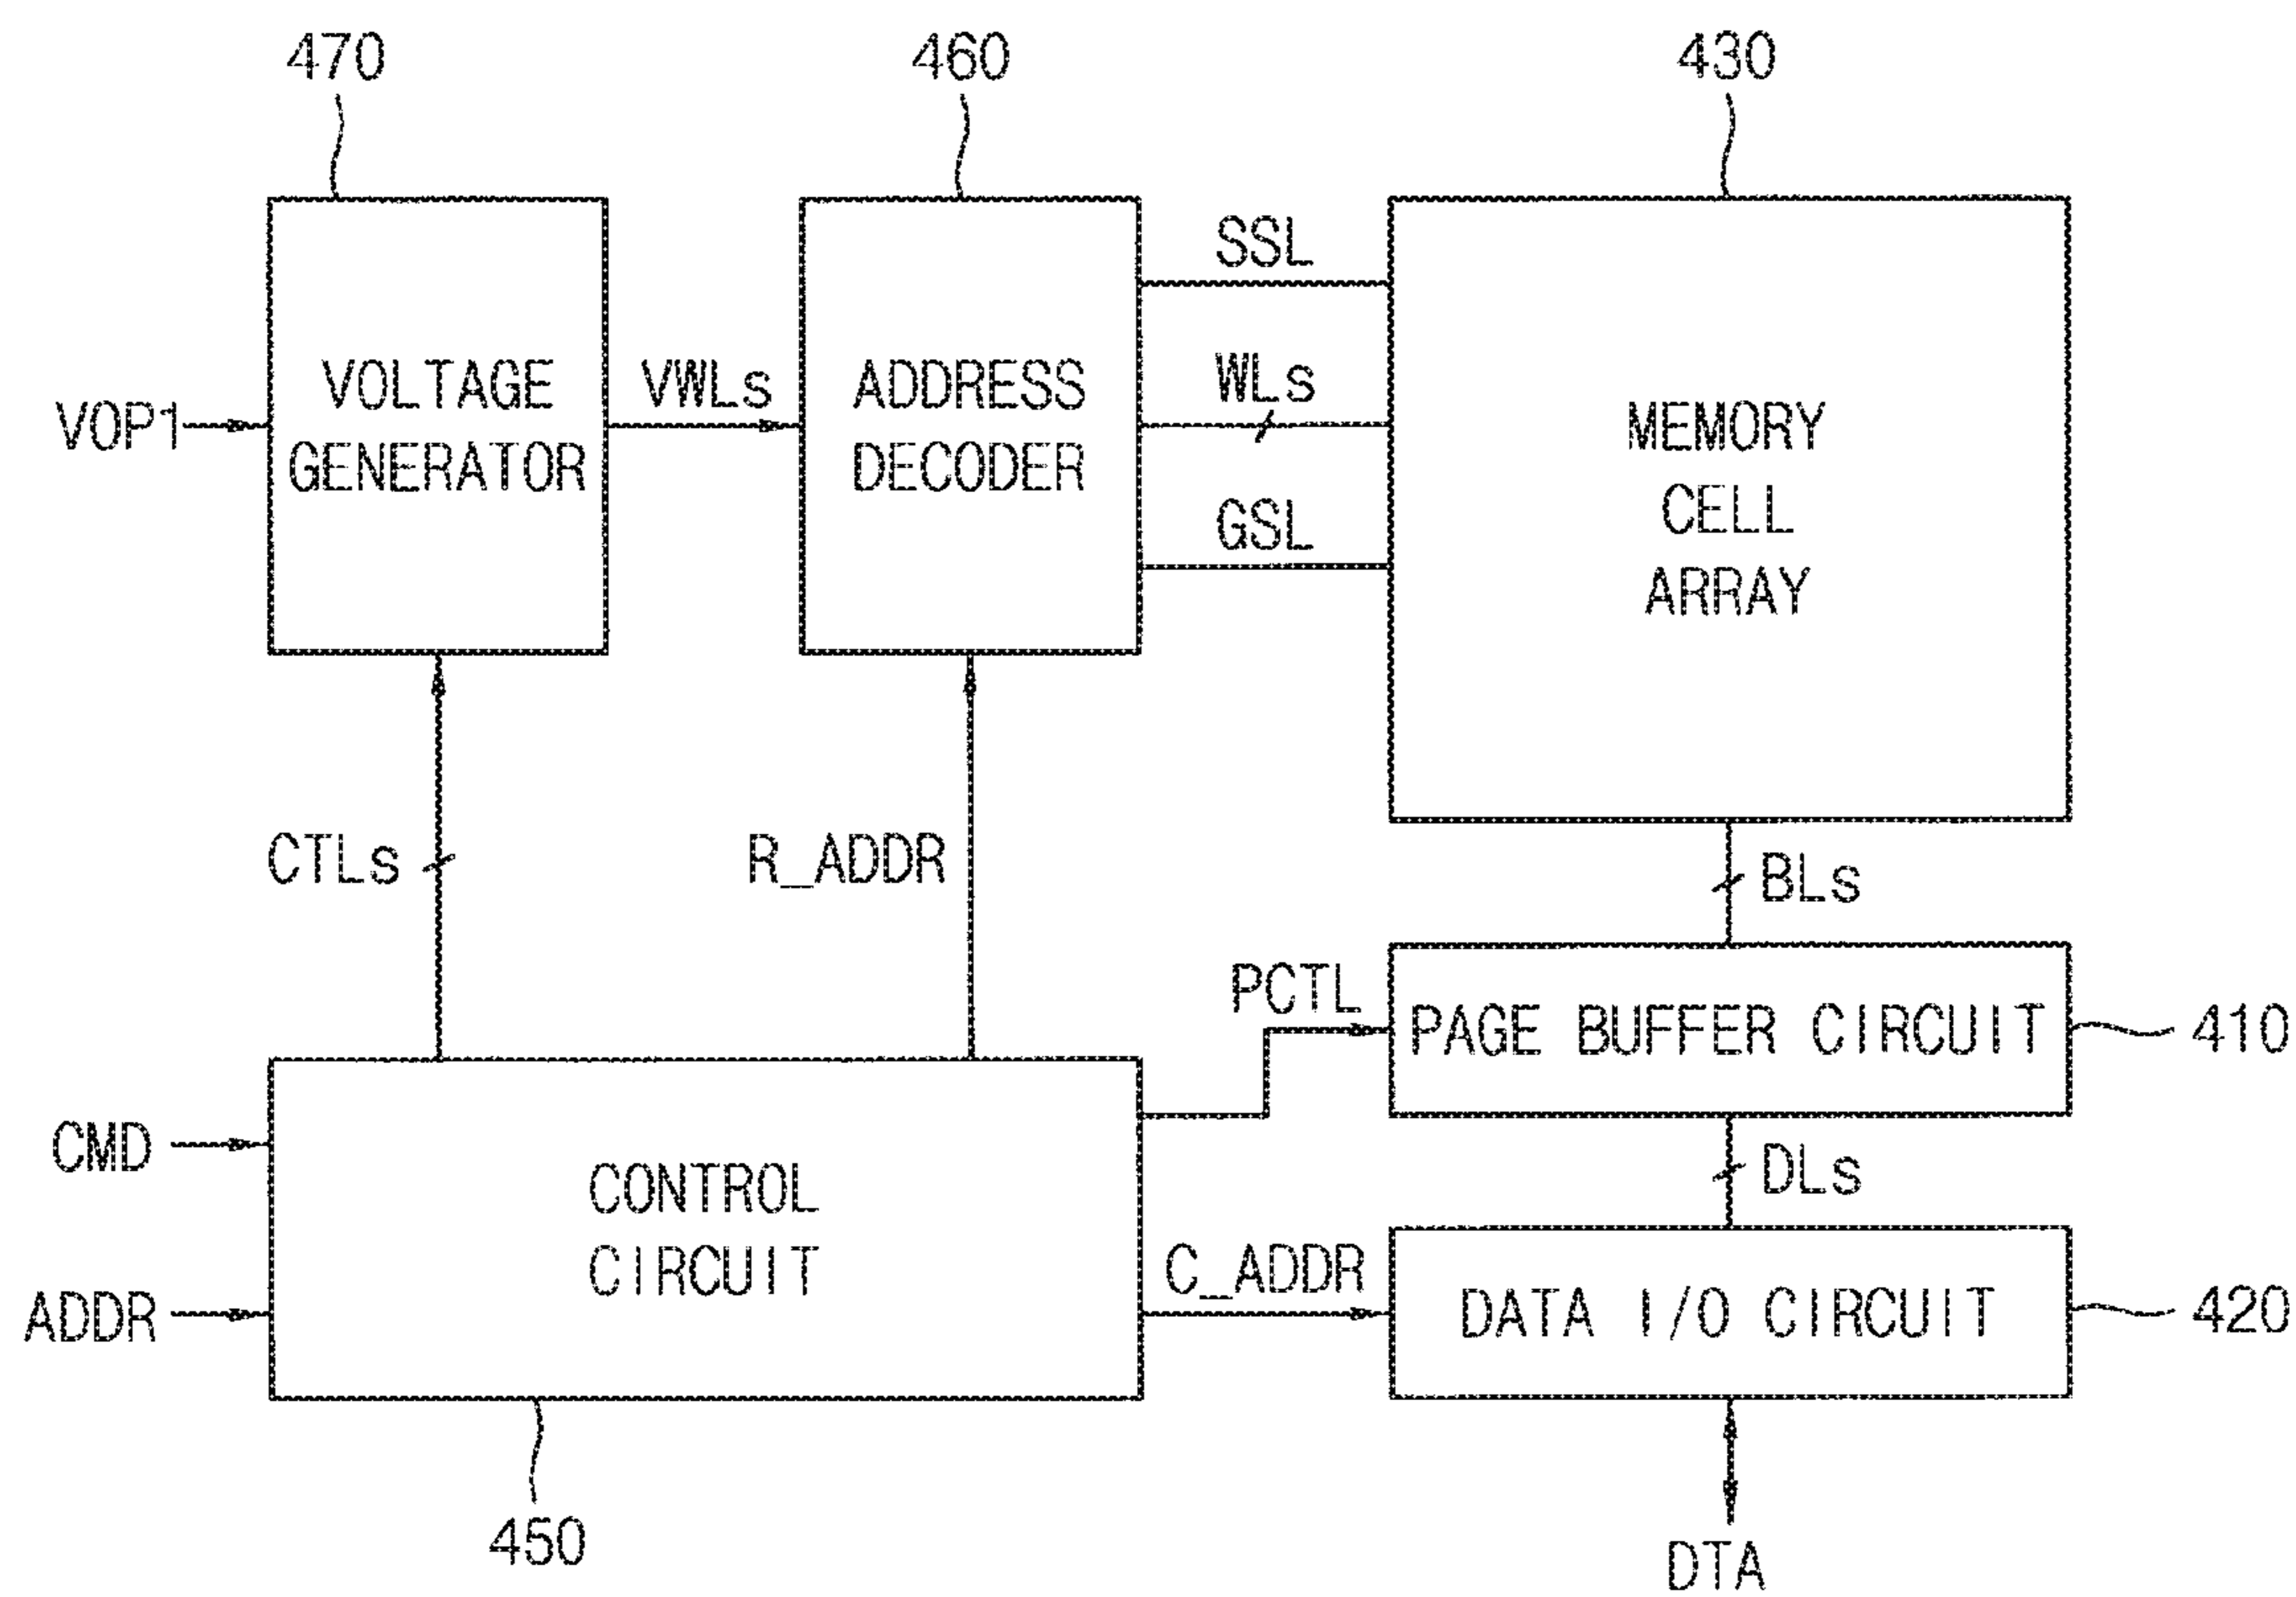 470
460
430
SSL
VOP1
VOLTAGE
GENERATOR
VWLs
ADDRESS
DECODER
WLs
GSL
MEMORY
CELL
ARRAY
CTLs
R_ADDR
BLs
PCTL
PAGE BUFFER CIRCUIT
410
CMD
ADDR
CONTROL
CIRCUIT
DLs
C_ADDR
DATA I/O CIRCUIT
420
450
DTA